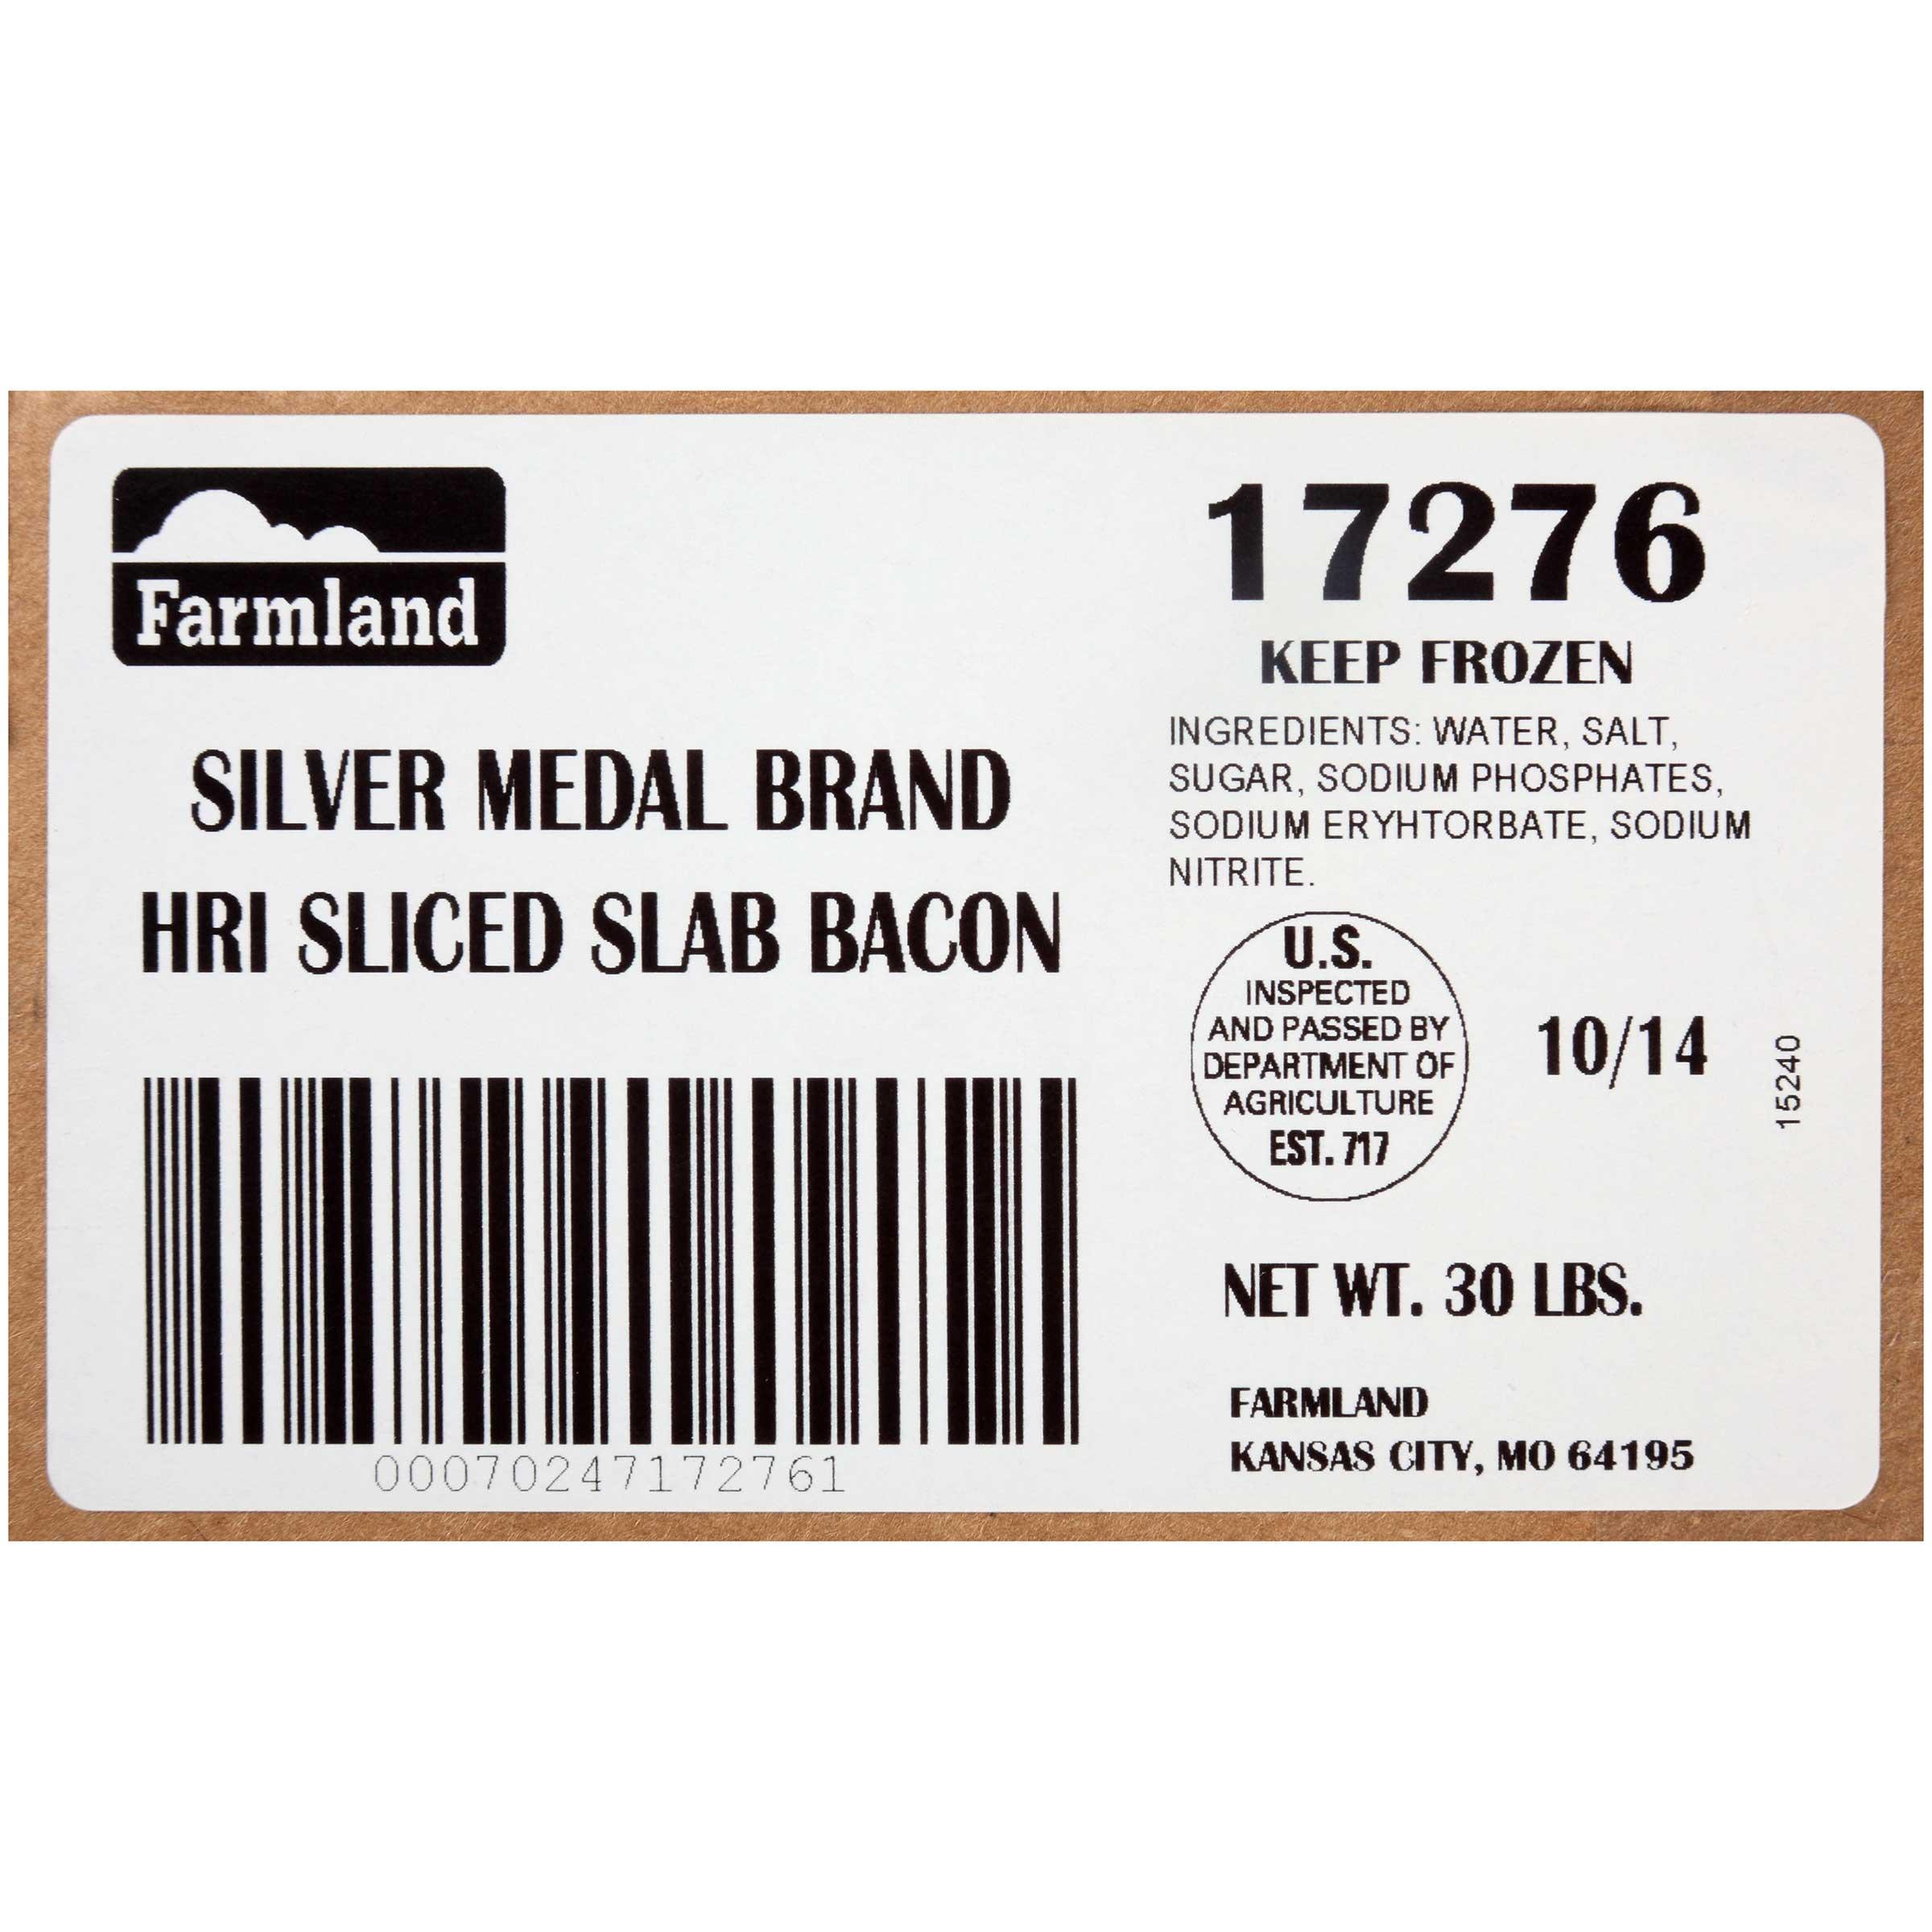 Farmland
SILVER MEDAL BRAND
HRI SLICED SLAB BACON
00070247172761
17276
KEEP FROZEN
INGREDIENTS: WATER, SALT,
SUGAR, SODIUM PHOSPHATES,
SODIUM ERYHTORBATE, SODIUM
NITRITE.
U.S.
INSPECTED
AND PASSED BY
DEPARTMENT OF
AGRICULTURE
EST. 717
10/14
15240
NET WT. 30 LBS.
FARMLAND
KANSAS CITY, MO 64195